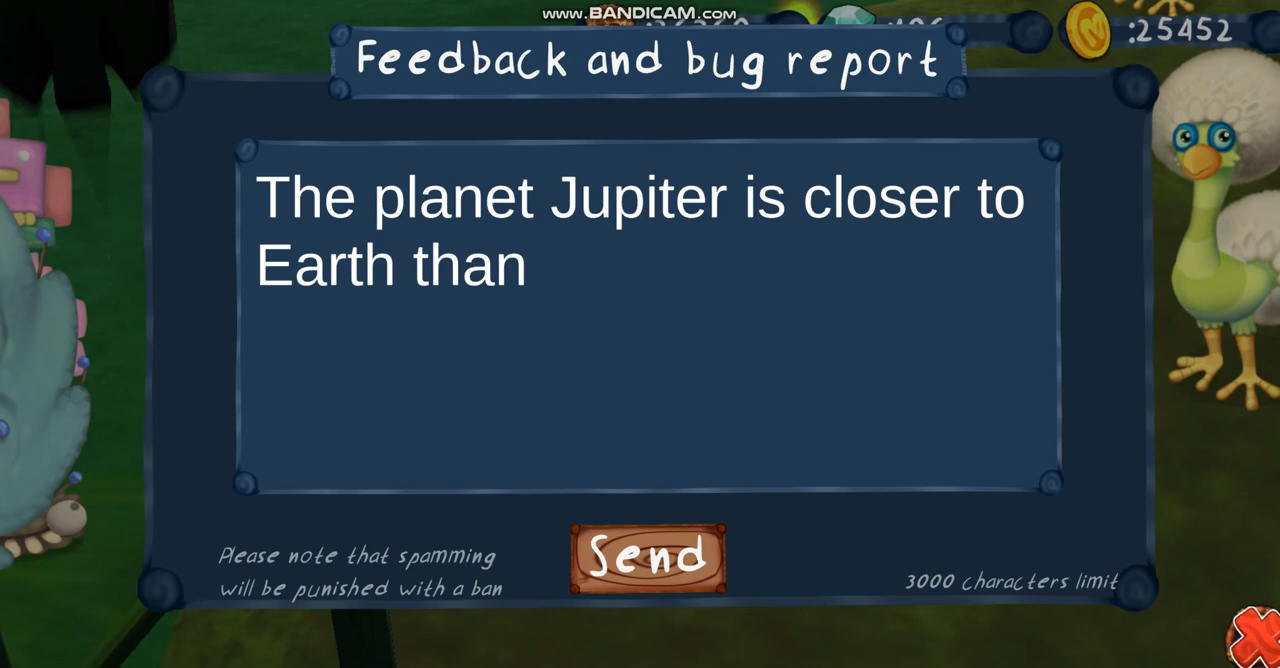 www.BANDICAM.com
:25452
Feedback and bug report
The planet Jupiter is closer to
Earth than
Please note that spamming
will be punished with a ban
Send
3000 characters limit